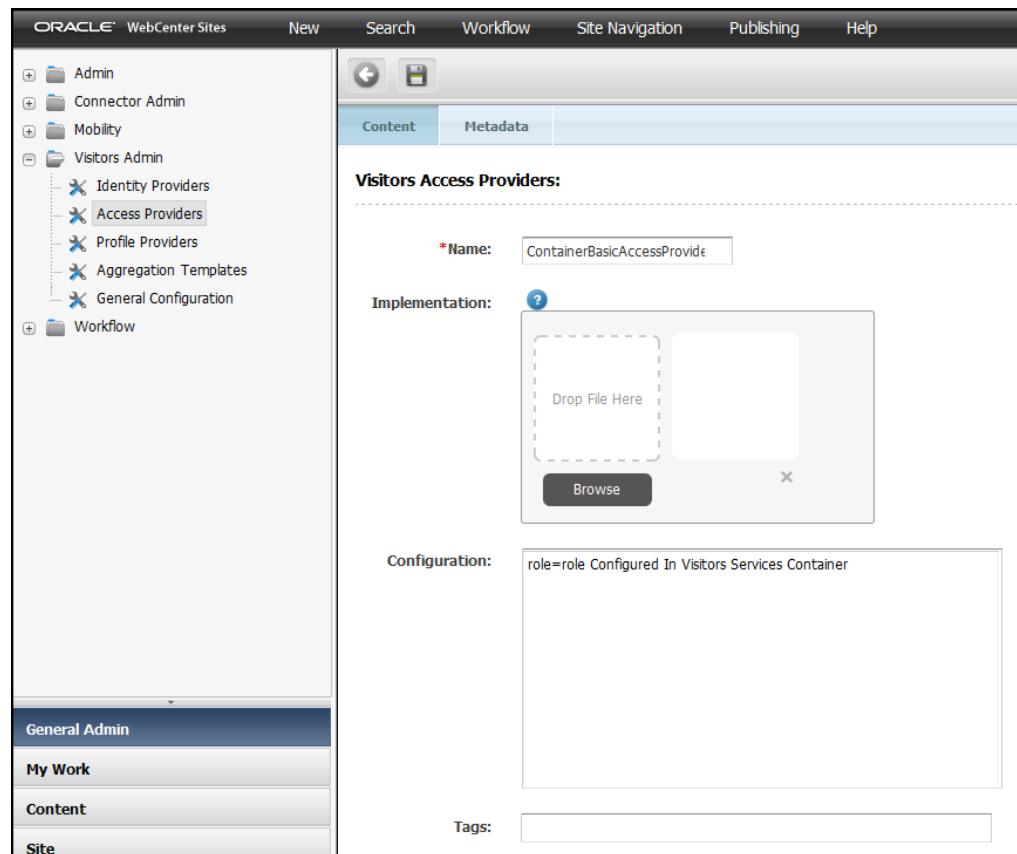 ORACLE WebCenter Sites New Search Workflow Site Navigation Publishing Help
Admin
Connector Admin
Mobility
Visitors Admin
Identity Providers
Access Providers
Profile Providers
Aggregation Templates
General Configuration
Workflow
General Admin
My Work
Content
Site
Content Metadata
Visitors Access Providers:
*Name: ContainerBasicAccessProvide
Implementation: ?
Drop File Here
Browse
Configuration: role=role Configured In Visitors Services Container
Tags: